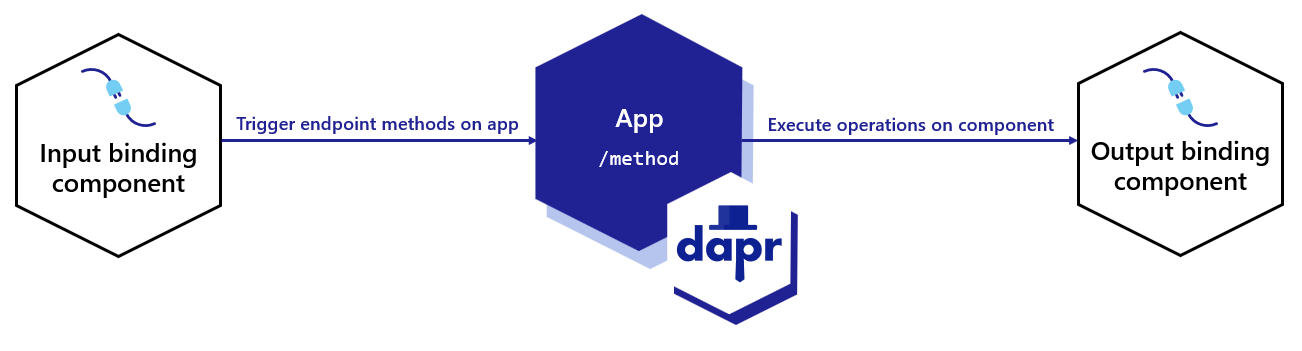 Input binding
component
Trigger endpoint methods on app
App
/method
dapr
Execute operations on component
Output binding
component